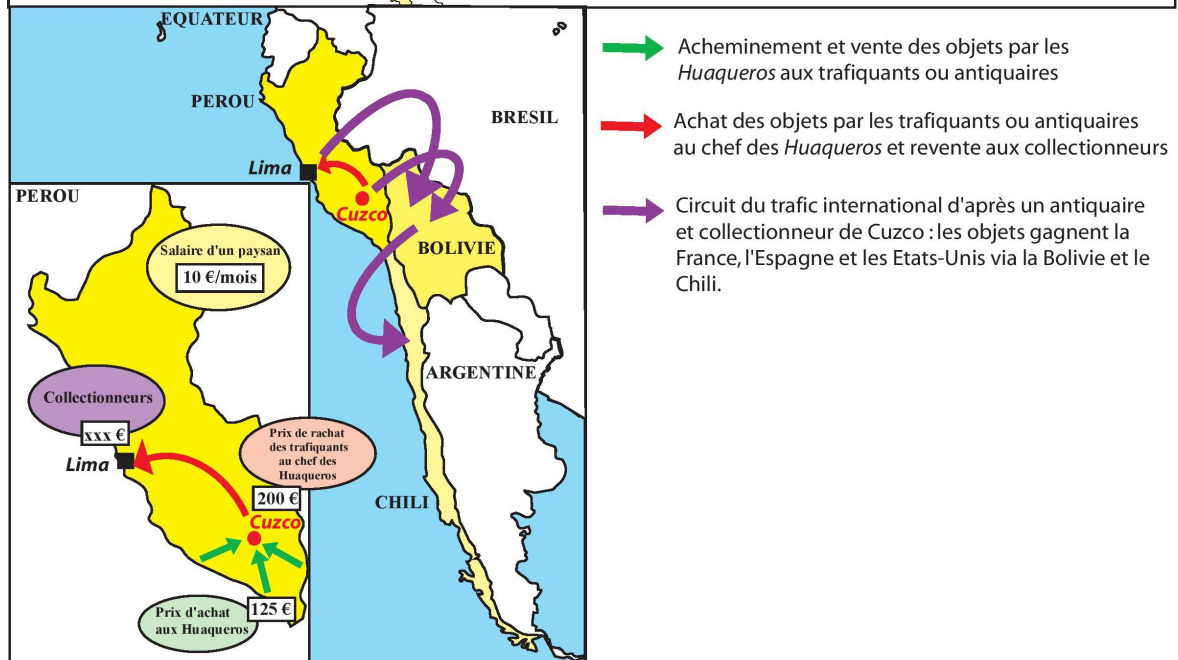 EQUATEUR
PEROU
BRESIL
Lima
Cuzco
BOLIVIE
ARGENTINE
CHILI
PEROU
Salaire d'un paysan
10 €/mois
Collectionneurs
xxx €
Lima
Prix de rachat
des trafiquants
au chef des
Huaqueros
200 €
Cuzco
Prix d'achat
aux Huaqueros
125 €
Acheminement et vente des objets par les
Huaqueros aux trafiquants ou antiquaires
Achat des objets par les trafiquants ou antiquaires
au chef des Huaqueros et revente aux collectionneurs
Circuit du trafic international d'après un antiquaire
et collectionneur de Cuzco : les objets gagnent la
France, l'Espagne et les Etats-Unis via la Bolivie et le
Chili.